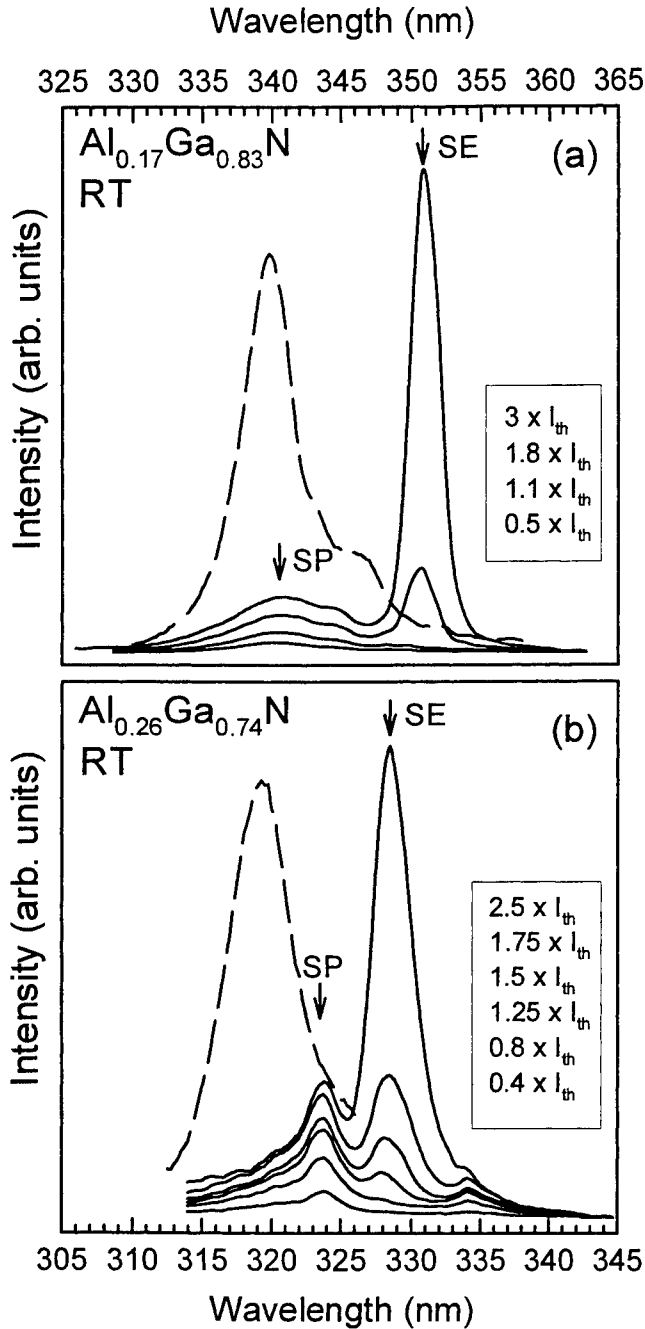 Wavelength (nm)
325 330 335 340 345 350 355 360 365
Al0.17Ga0.83N
RT
SE
(a)
SP
3 x Ith
1.8 x Ith
1.1 x Ith
0.5 x Ith
Intensity (arb. units)
Al0.26Ga0.74N
RT
SE
(b)
SP
2.5 x Ith
1.75 x Ith
1.5 x Ith
1.25 x Ith
0.8 x Ith
0.4 x Ith
Intensity (arb. units)
305 310 315 320 325 330 335 340 345
Wavelength (nm)